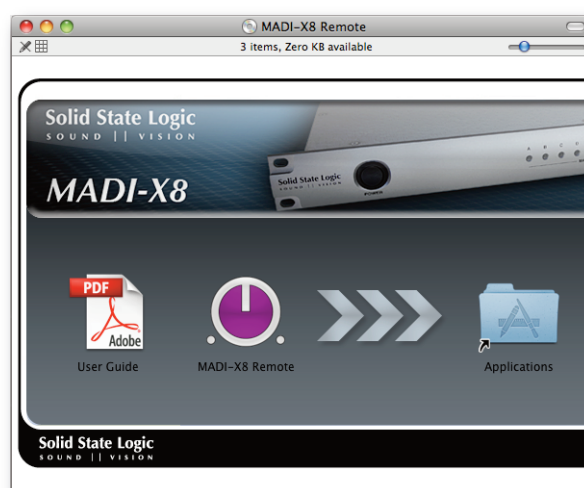 MADI-X8 Remote
3 items, Zero KB available
Solid State Logic
SOUND || VISION
MADI-X8
Solid State Logic
SOUND || VISION
POWER
A B C D
PDF
Adobe
User Guide
MADI-X8 Remote
Applications
Solid State Logic
SOUND || VISION